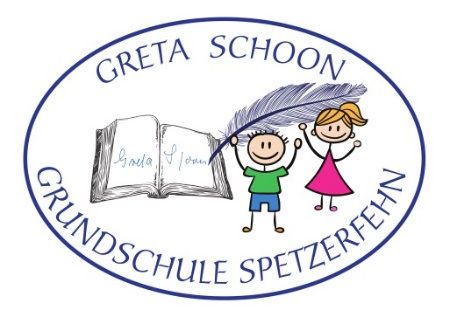 GRETA SCHOON
Greta Schoon
GRUNDSCHULE SPETZERFEHN